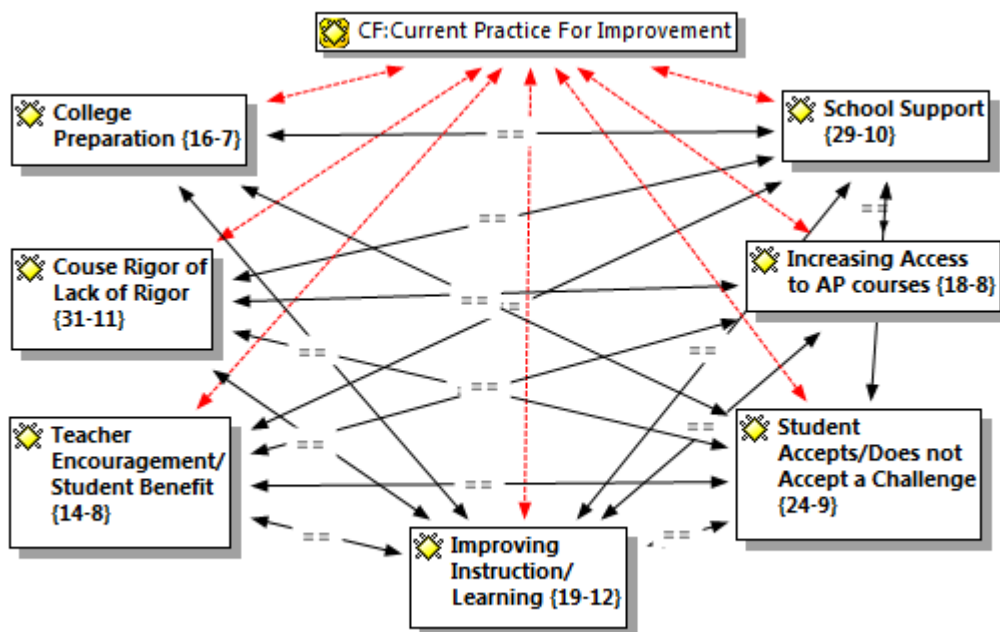 CF:Current Practice For Improvement
College
Preparation {16-7}
School Support
{29-10}
==
==
==
Couse Rigor of
Lack of Rigor
{31-11}
Increasing Access
to AP courses {18-8}
==
==
==
==
==
==
==
Teacher
Encouragement/
Student Benefit
{14-8}
Student
Accepts/Does not
Accept a Challenge
{24-9}
==
==
==
Improving
Instruction/
Learning {19-12}